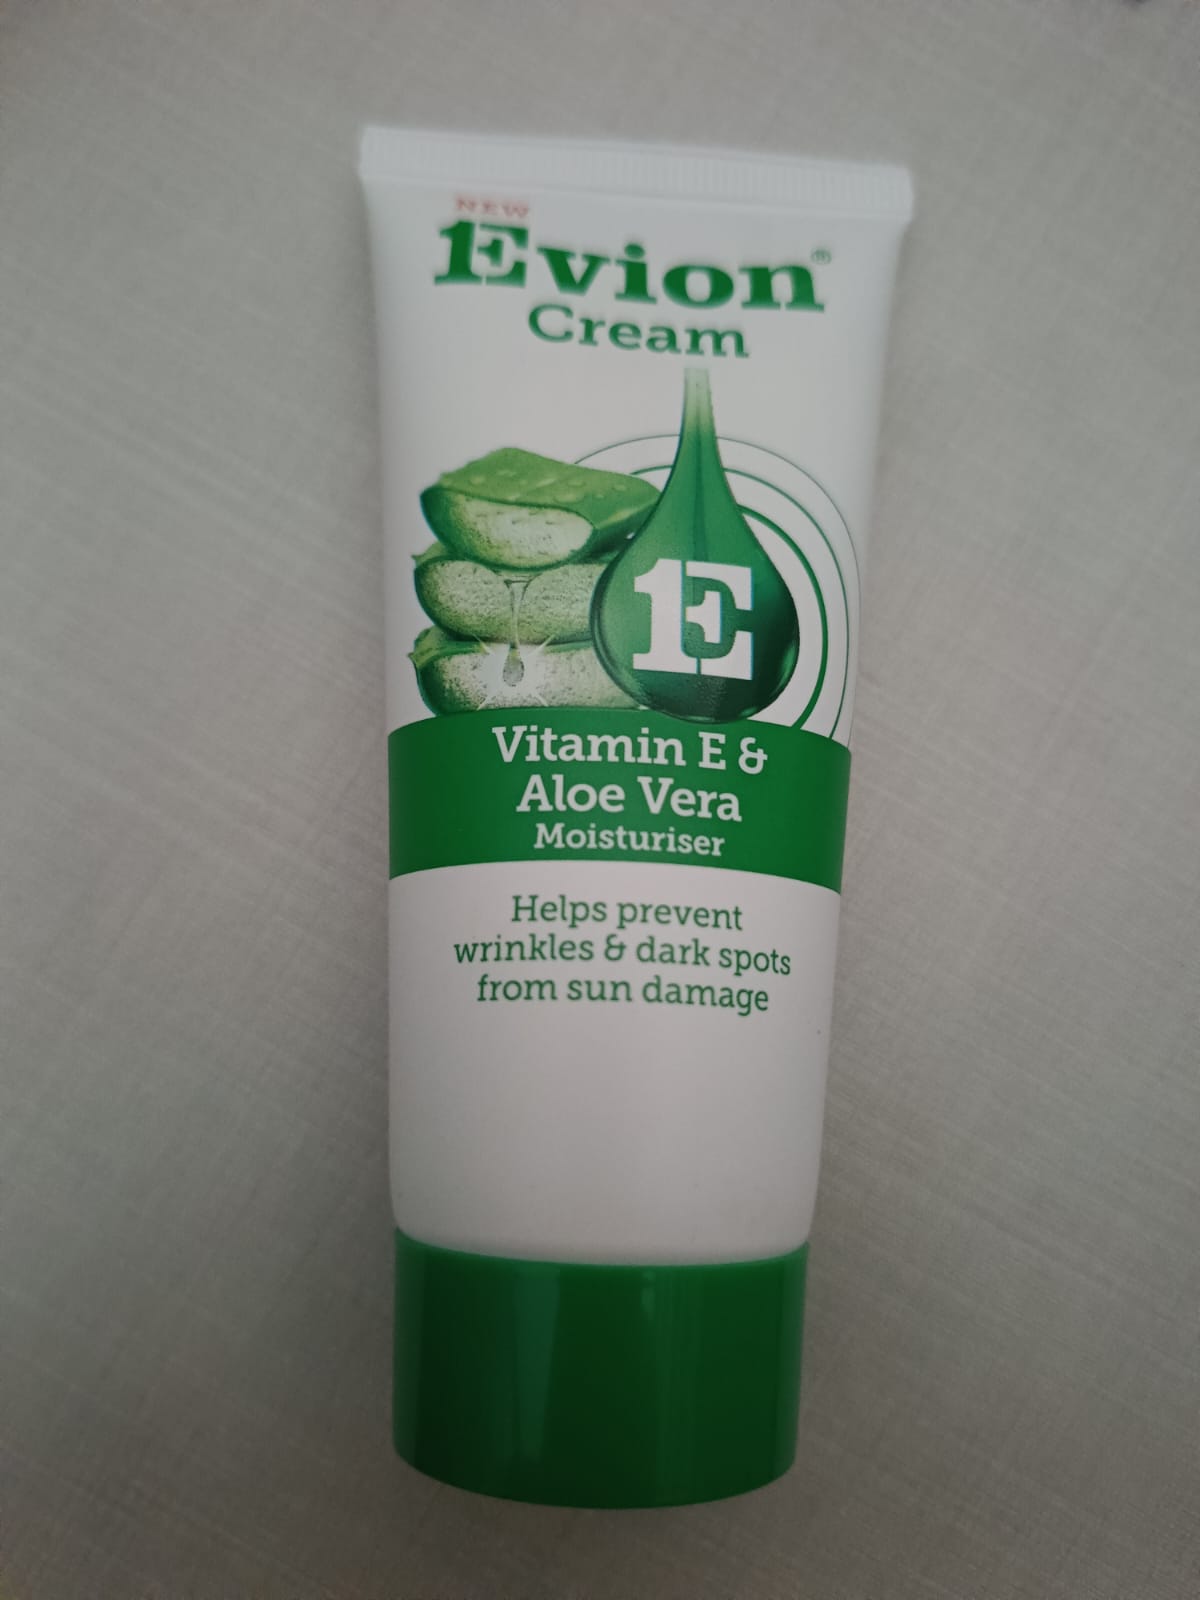 NEW
Evion®
Cream
E
Vitamin E &
Aloe Vera
Moisturiser
Helps prevent
wrinkles & dark spots
from sun damage